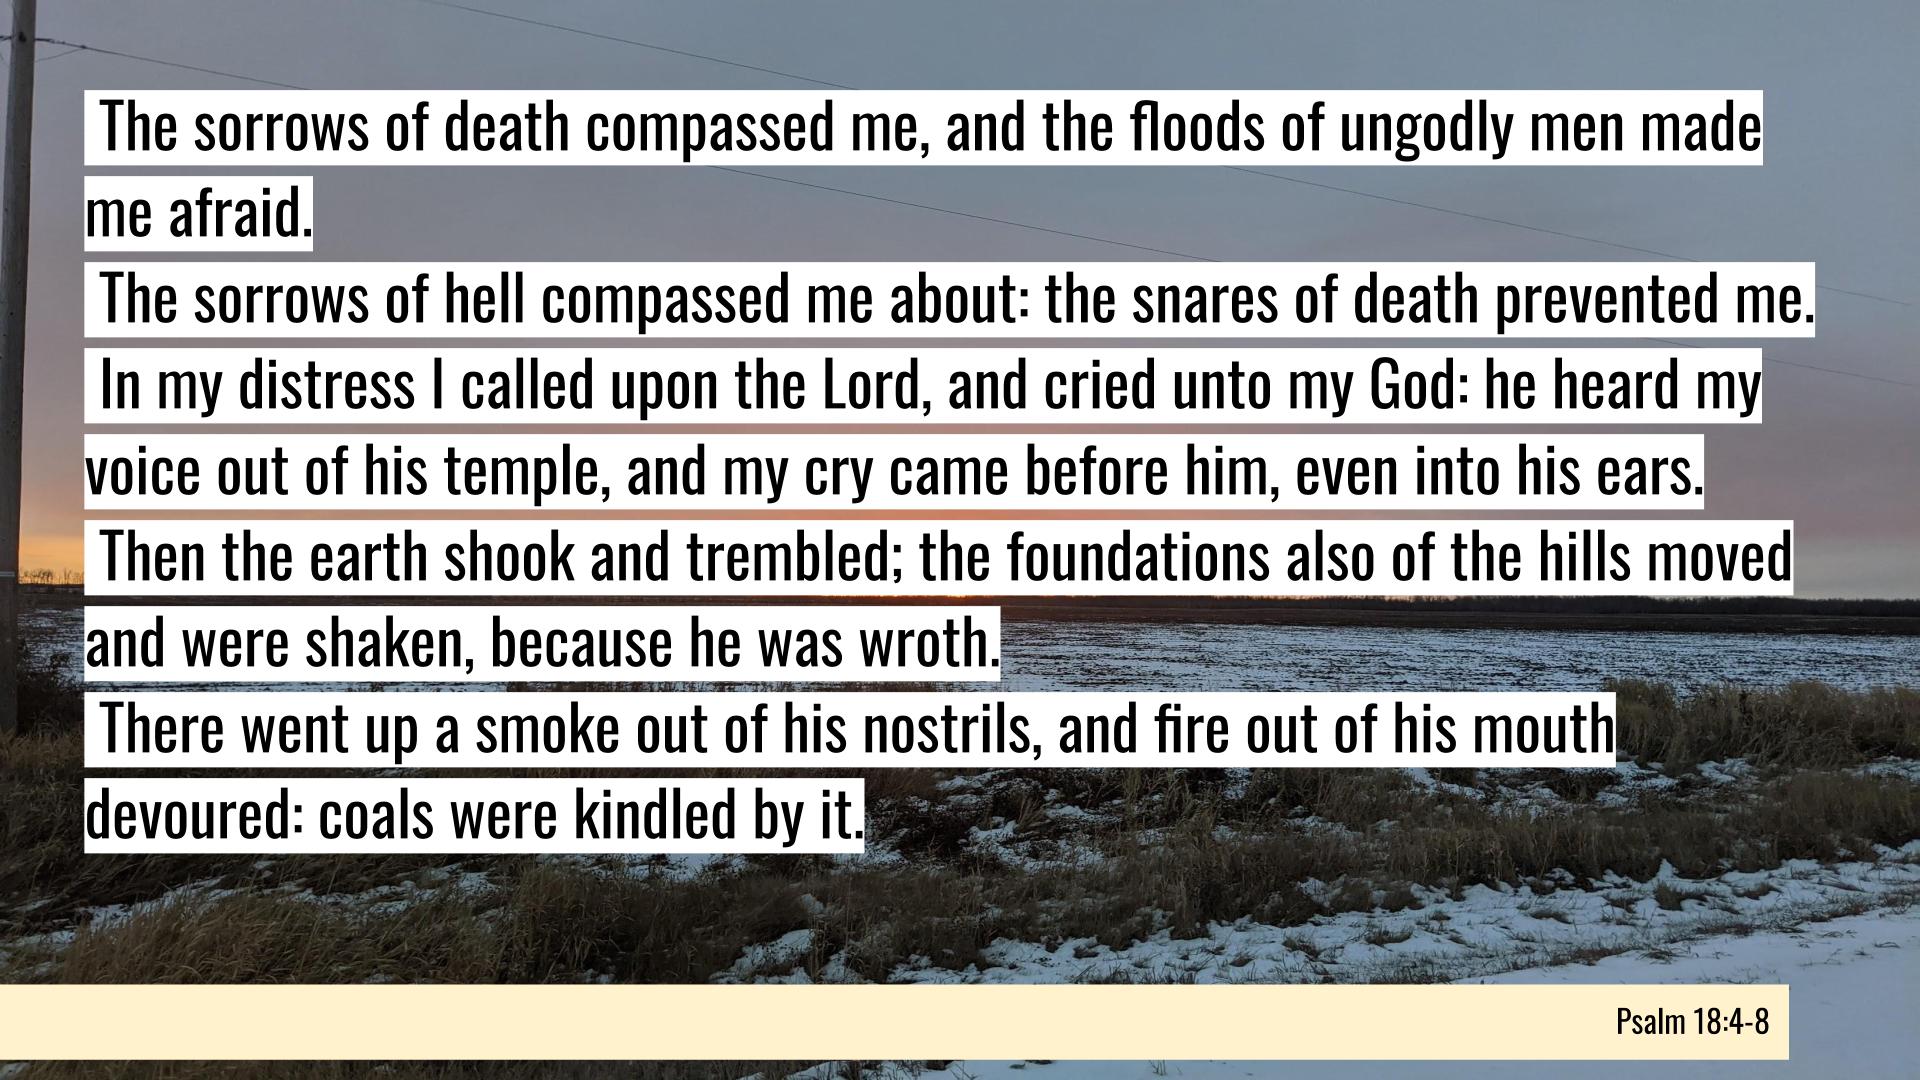 The sorrows of death compassed me, and the floods of ungodly men made
me afraid.
The sorrows of hell compassed me about: the snares of death prevented me.
In my distress I called upon the Lord, and cried unto my God: he heard my
voice out of his temple, and my cry came before him, even into his ears.
Then the earth shook and trembled; the foundations also of the hills moved
and were shaken, because he was wroth.
There went up a smoke out of his nostrils, and fire out of his mouth
devoured: coals were kindled by it.
Psalm 18:4-8